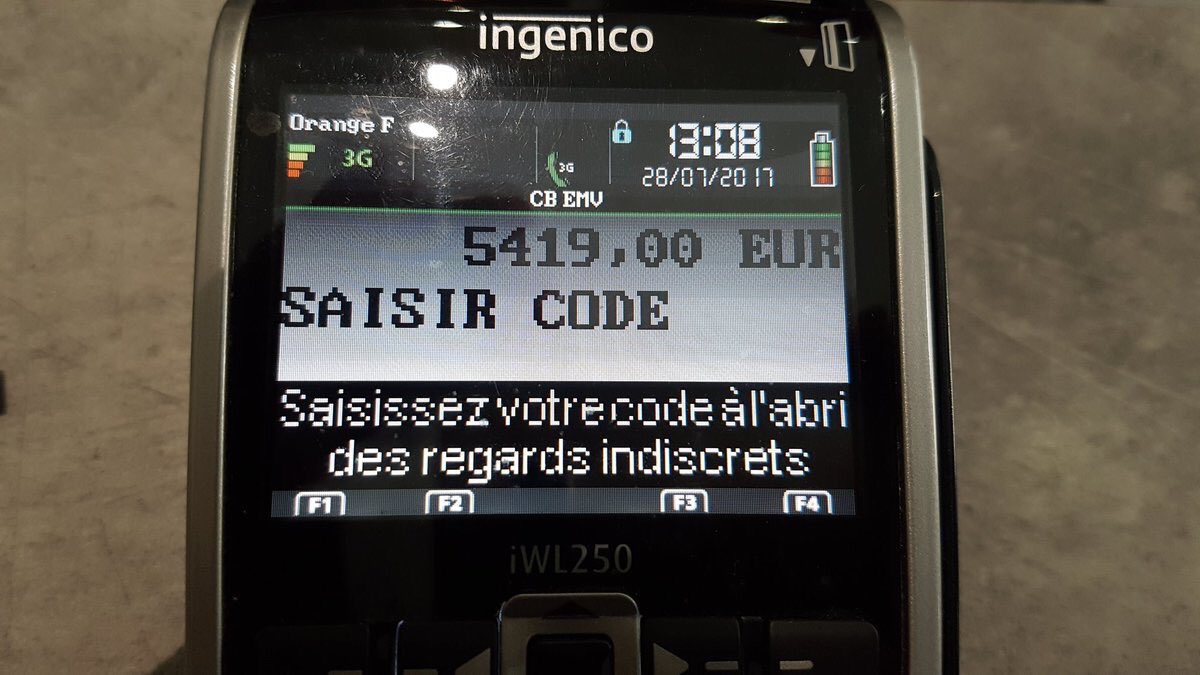 ingenico
Orange F
3G
3G
13:08
28/07/2017
CB EMV
5419,00 EUR
SAISIR CODE
Saisissez votre code à l'abri
des regards indiscrets
F1 F2 F3 F4
iWL250